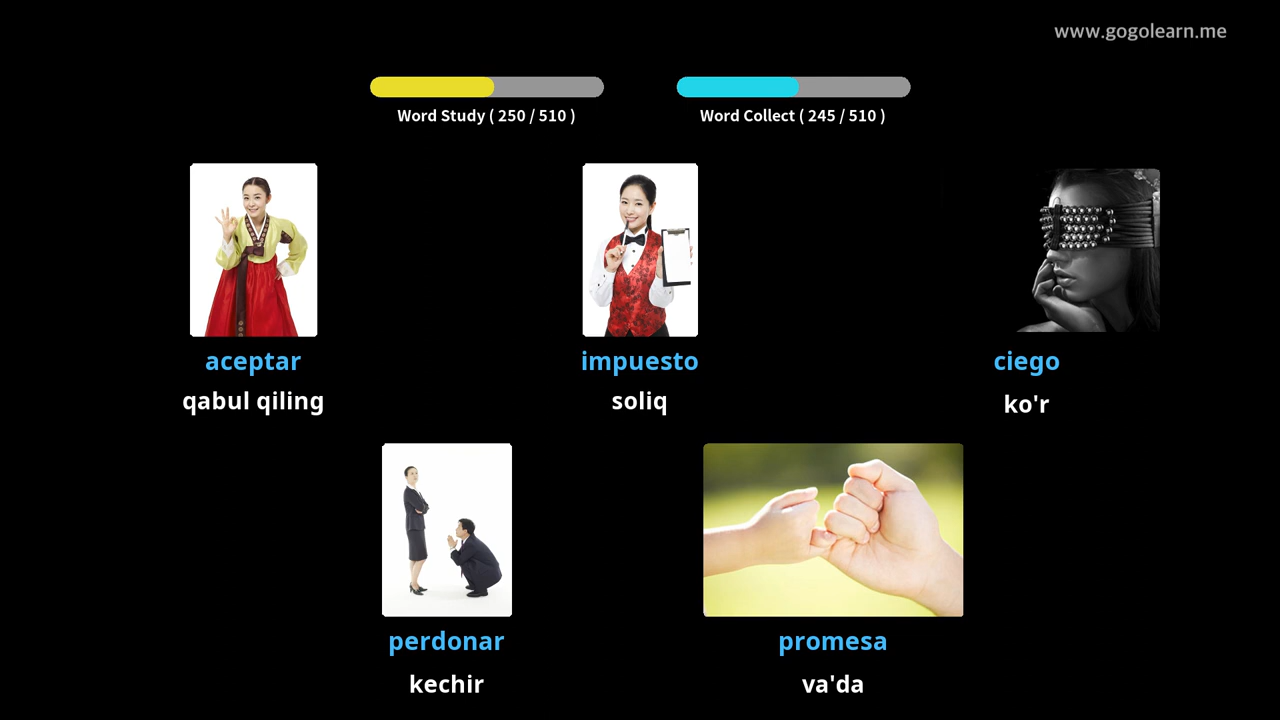 www.gogolearn.me
Word Study ( 250 / 510 )
Word Collect ( 245 / 510 )
aceptar
impuesto
ciego
qabul qiling
soliq
ko'r
perdonar
promesa
kechir
va'da